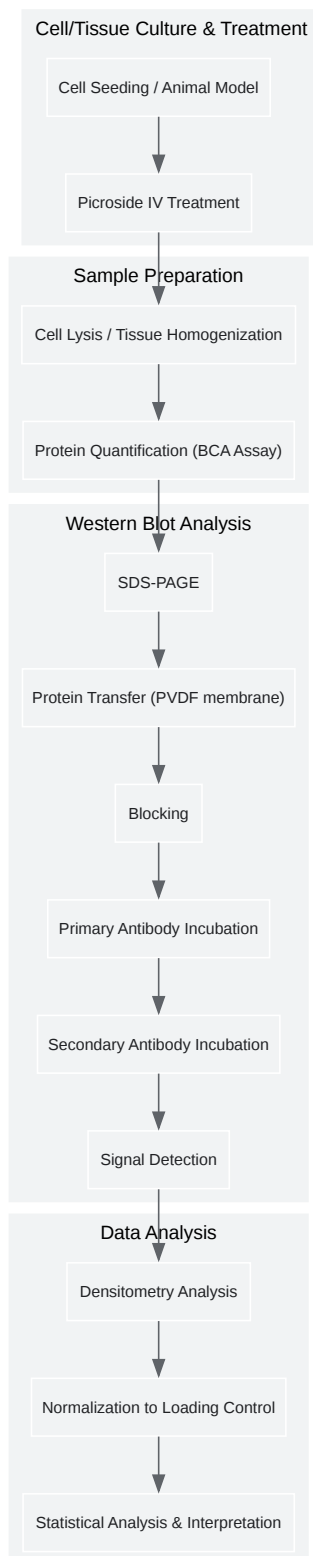 Cell/Tissue Culture & Treatment
Cell Seeding / Animal Model
Picroside IV Treatment
Sample Preparation
Cell Lysis / Tissue Homogenization
Protein Quantification (BCA Assay)
Western Blot Analysis
SDS-PAGE
Protein Transfer (PVDF membrane)
Blocking
Primary Antibody Incubation
Secondary Antibody Incubation
Signal Detection
Data Analysis
Densitometry Analysis
Normalization to Loading Control
Statistical Analysis & Interpretation